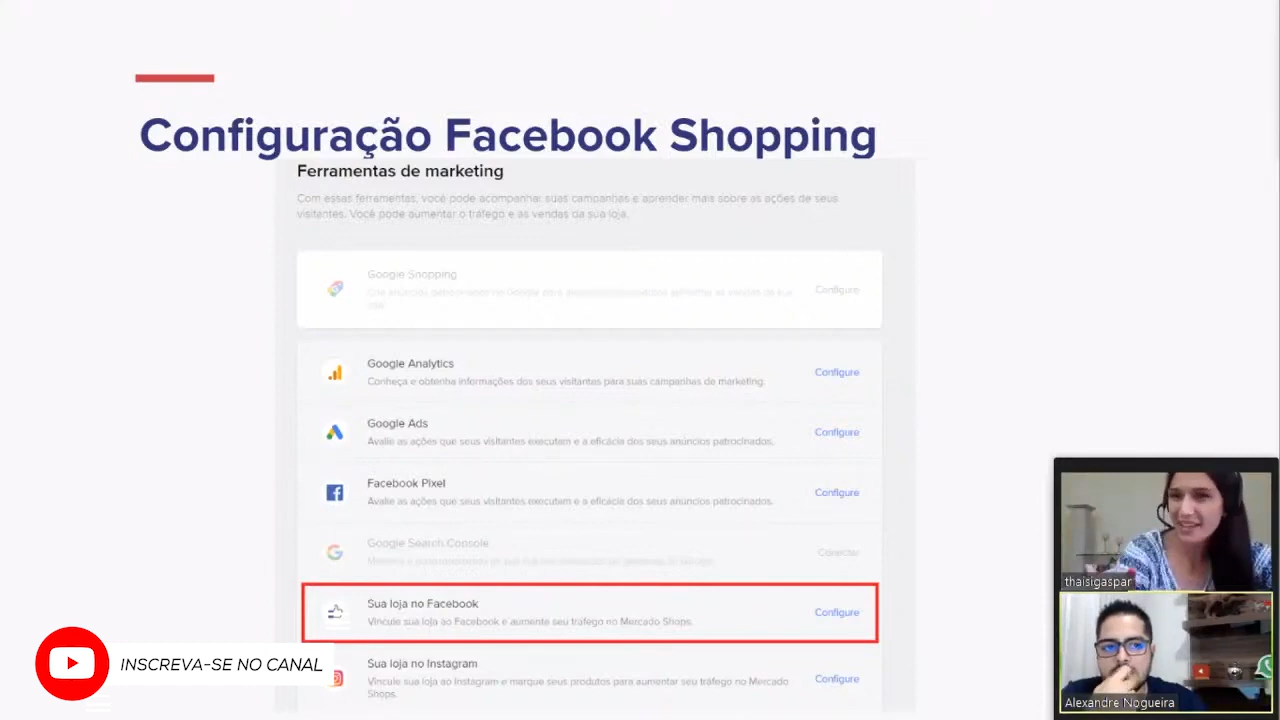 Configuração Facebook Shopping
Ferramentas de marketing
Com essas ferramentas, você pode acompanhar suas campanhas e aprender mais sobre as ações de seus
visitantes. Você pode aumentar o tráfego e as vendas da sua loja.
Google Shopping
Configure
Google Analytics
Conheça e obtenha informações dos seus visitantes para suas campanhas de marketing.
Configure
Google Ads
Avalie as ações que seus visitantes executam e a eficácia dos seus anúncios patrocinados.
Configure
Facebook Pixel
Avalie as ações que seus visitantes executam e a eficácia dos seus anúncios patrocinados.
Configure
Google Search Console
Conectar
Sua loja no Facebook
Vincule sua loja ao Facebook e aumente seu tráfego no Mercado Shops.
Configure
Sua loja no Instagram
Vincule sua loja ao Instagram e marque seus produtos para aumentar seu tráfego no Mercado
Shops.
Configure
INSCREVA-SE NO CANAL
thaisigaspar
Alexandre Nogueira